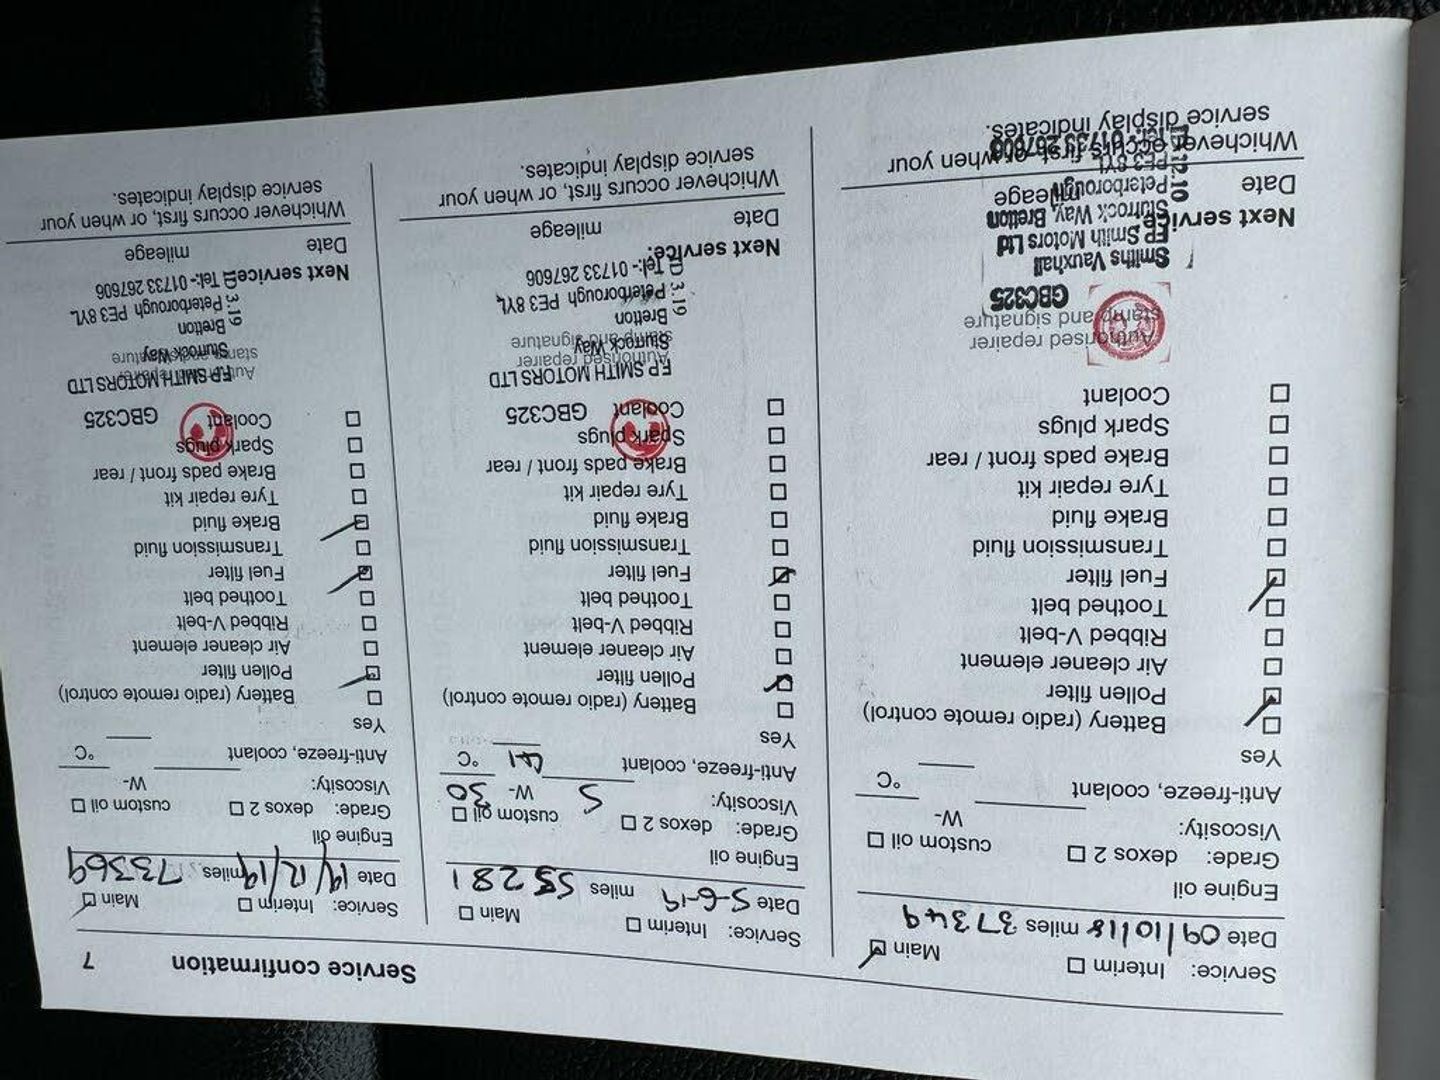 Service confirmation 7
Service: Interim Main
Date 09/10/18 miles 37349
Engine oil
Grade: dexos 2 custom oil
Viscosity: W-
Anti-freeze, coolant °C
Yes
Battery (radio remote control)
Pollen filter
Air cleaner element
Ribbed V-belt
Toothed belt
Fuel filter
Transmission fluid
Brake fluid
Tyre repair kit
Brake pads front / rear
Spark plugs
Coolant
Authorised repairer
stamp and signature
GBC325
Smiths Vauxhall
EP Smith Motors Ltd
Sturrock Way, Bretton
Peterborough
PE3 8YL
Tel:- 01733 267606
Next service.
Date mileage
Whichever occurs first, or when your
service display indicates.
Service: Interim Main
Date 5-6-19 miles 55281
Engine oil
Grade: dexos 2 custom oil
Viscosity: 5 W- 30
Anti-freeze, coolant 41 °C
Yes
Battery (radio remote control)
Pollen filter
Air cleaner element
Ribbed V-belt
Toothed belt
Fuel filter
Transmission fluid
Brake fluid
Tyre repair kit
Brake pads front / rear
Spark plugs
Coolant GBC325
Authorised repairer
stamp and signature
E P SMITH MOTORS LTD
Sturrock Way
Bretton
Peterborough PE3 8YL
Tel:- 01733 267606
3.19
Next service.
Date mileage
Whichever occurs first, or when your
service display indicates.
Service: Interim Main
Date 19/12/19 miles 73369
Engine oil
Grade: dexos 2 custom oil
Viscosity: W-
Anti-freeze, coolant °C
Yes
Battery (radio remote control)
Pollen filter
Air cleaner element
Ribbed V-belt
Toothed belt
Fuel filter
Transmission fluid
Brake fluid
Tyre repair kit
Brake pads front / rear
Spark plugs
Coolant GBC325
E P SMITH MOTORS LTD
Sturrock Way
Bretton
Peterborough PE3 8YL
Tel:- 01733 267606
3.19
Next service
Date mileage
Whichever occurs first, or when your
service display indicates.